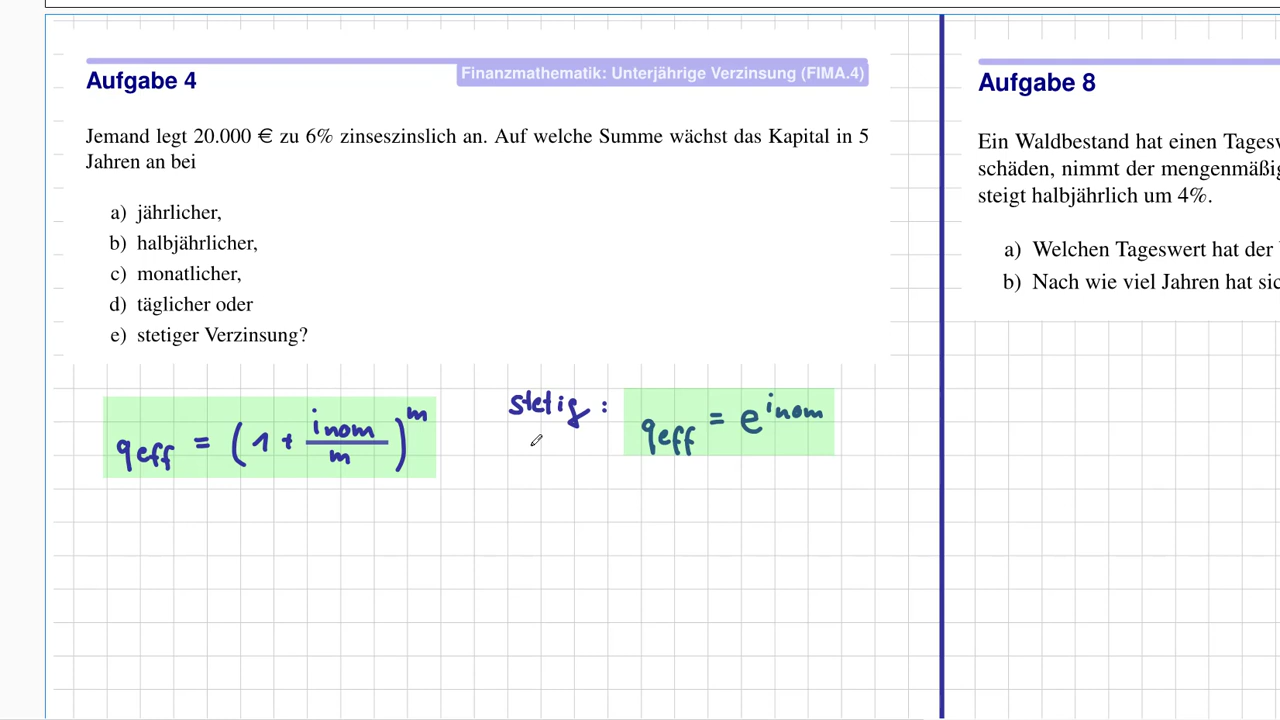 Aufgabe 4
Finanzmathematik: Unterjährige Verzinsung (FIMA.4)
Jemand legt 20.000 € zu 6% zinseszinslich an. Auf welche Summe wächst das Kapital in 5
Jahren an bei
a) jährlicher,
b) halbjährlicher,
c) monatlicher,
d) täglicher oder
e) stetiger Verzinsung?
qeff = (1 + inom/m)^m
stetig: qeff = e^inom
Aufgabe 8
Ein Waldbestand hat einen
schäden, nimmt der
steigt halbjährlich um 4%.
a) Welchen Tageswert hat der
b) Nach wie viel Jahren hat